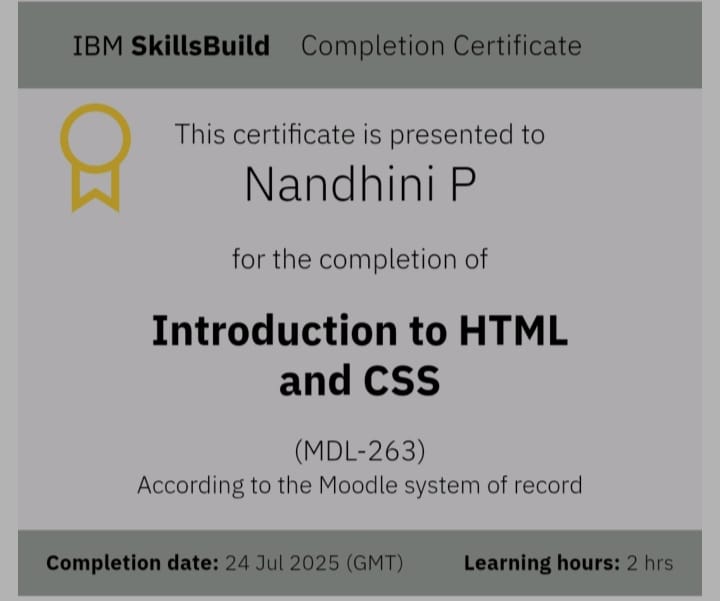 IBM SkillsBuild Completion Certificate
This certificate is presented to
Nandhini P
for the completion of
Introduction to HTML
and CSS
(MDL-263)
According to the Moodle system of record
Completion date: 24 Jul 2025 (GMT) Learning hours: 2 hrs